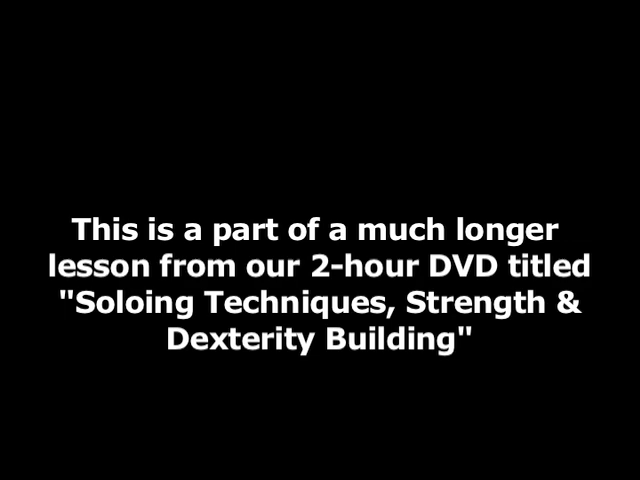 This is a part of a much longer
lesson from our 2-hour DVD titled
"Soloing Techniques, Strength &
Dexterity Building"